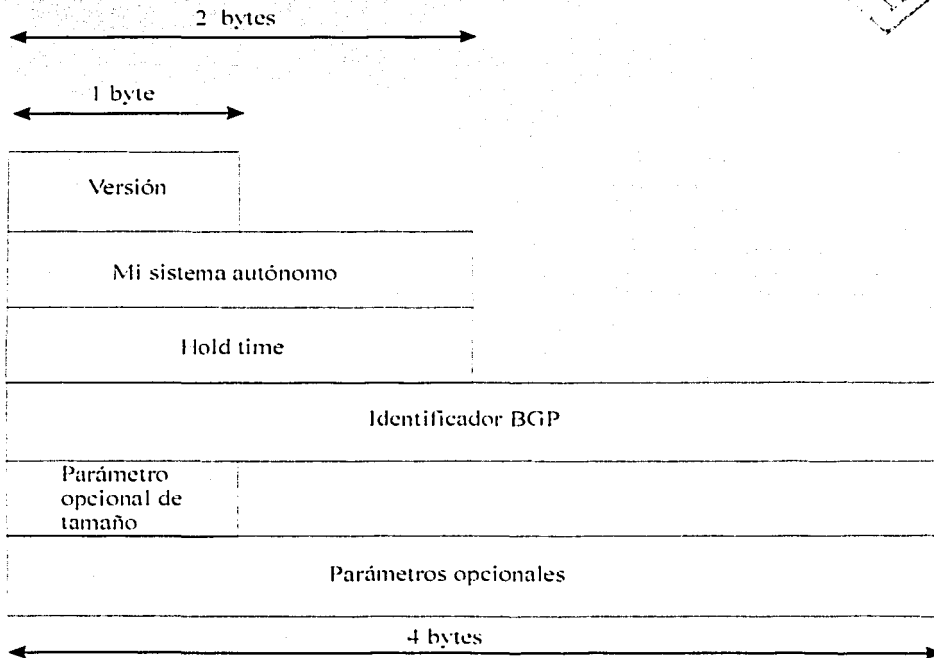 2 bytes
1 byte
Versión
Mi sistema autónomo
Hold time
Identificador BGP
Parámetro
opcional de
tamaño
Parámetros opcionales
4 bytes